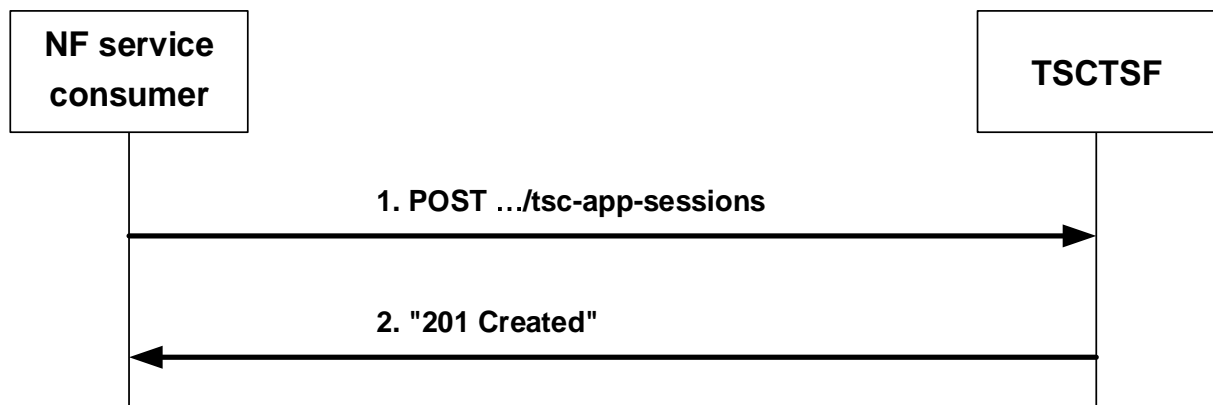 NF service
consumer
TSCTSF
1. POST …/tsc-app-sessions
2. "201 Created"